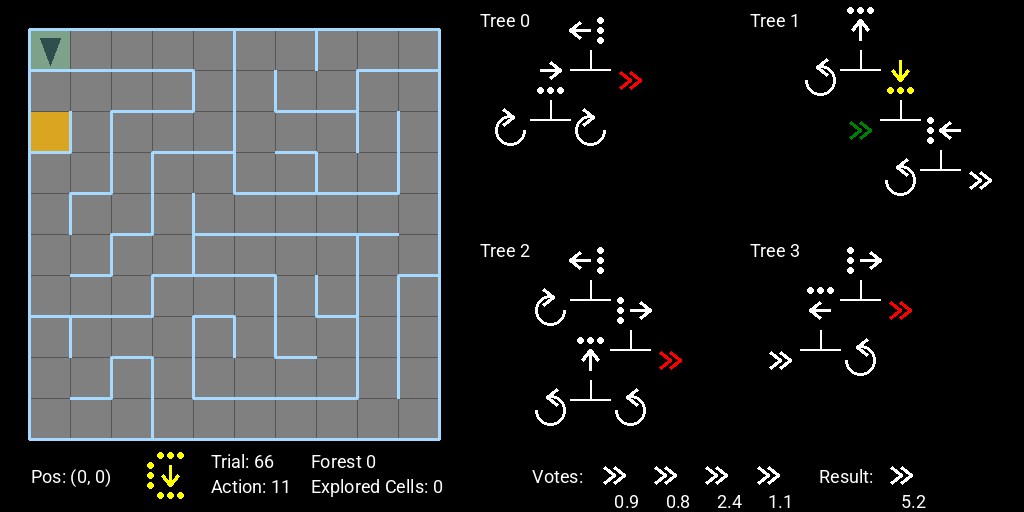 Tree 0
Tree 1
Tree 2
Tree 3
Pos: (0, 0)
Trial: 66
Forest 0
Action: 11
Explored Cells: 0
Votes:
0.9
0.8
2.4
1.1
Result:
5.2